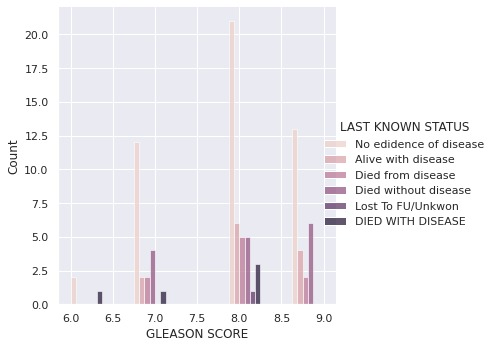 20.0
17.5
15.0
12.5
10.0
7.5
5.0
2.5
0.0
Count
6.0 6.5 7.0 7.5 8.0 8.5 9.0
GLEASON SCORE
LAST KNOWN STATUS
No edidence of disease
Alive with disease
Died from disease
Died without disease
Lost To FU/Unkwon
DIED WITH DISEASE